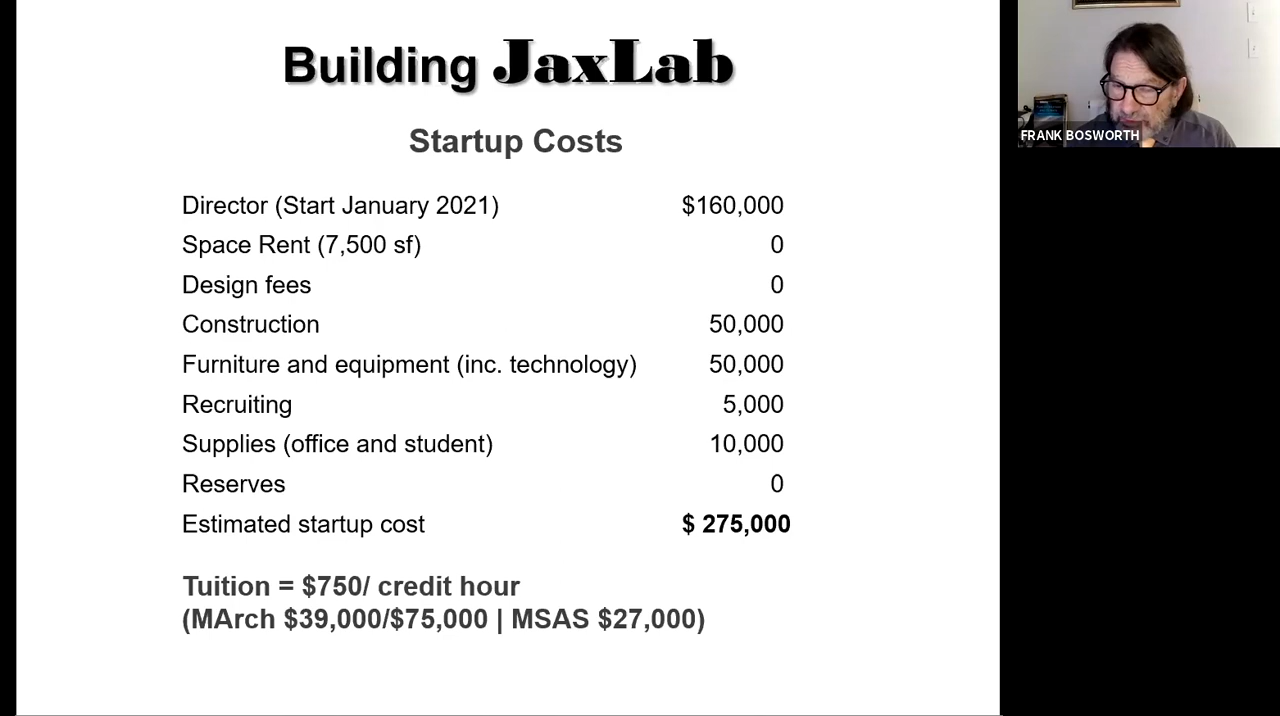 Building JaxLab
Startup Costs
Director (Start January 2021) $160,000
Space Rent (7,500 sf) 0
Design fees 0
Construction 50,000
Furniture and equipment (inc. technology) 50,000
Recruiting 5,000
Supplies (office and student) 10,000
Reserves 0
Estimated startup cost $ 275,000
Tuition = $750/ credit hour
(MArch $39,000/$75,000 | MSAS $27,000)
FRANK BOSWORTH